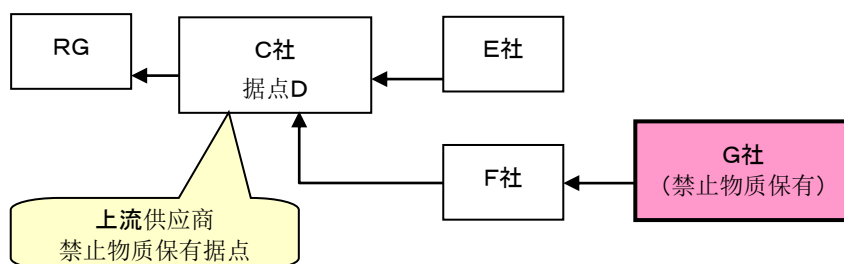 RG
C社
据点D
E社
F社
G社
（禁止物质保有）
上流供应商
禁止物质保有据点